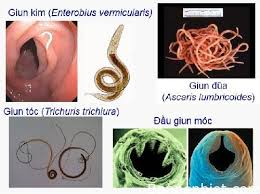 Giun kim (Enterobius vermicularis)
Giun đũa
(Ascaris lumbricoides)
Giun tóc (Trichuris trichiura)
Đầu giun móc